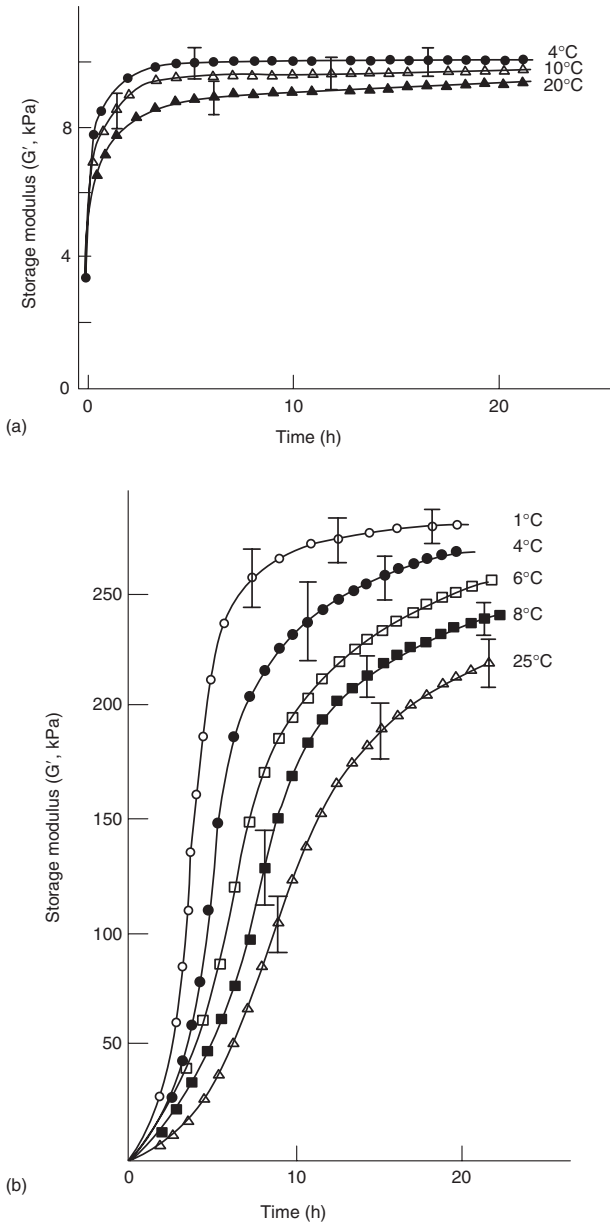 4°C
10°C
20°C
Storage modulus (G′, kPa)
8
4
0
0
10
20
(a)
Time (h)
1°C
4°C
6°C
8°C
25°C
Storage modulus (G′, kPa)
250
200
150
100
50
0
10
20
(b)
Time (h)